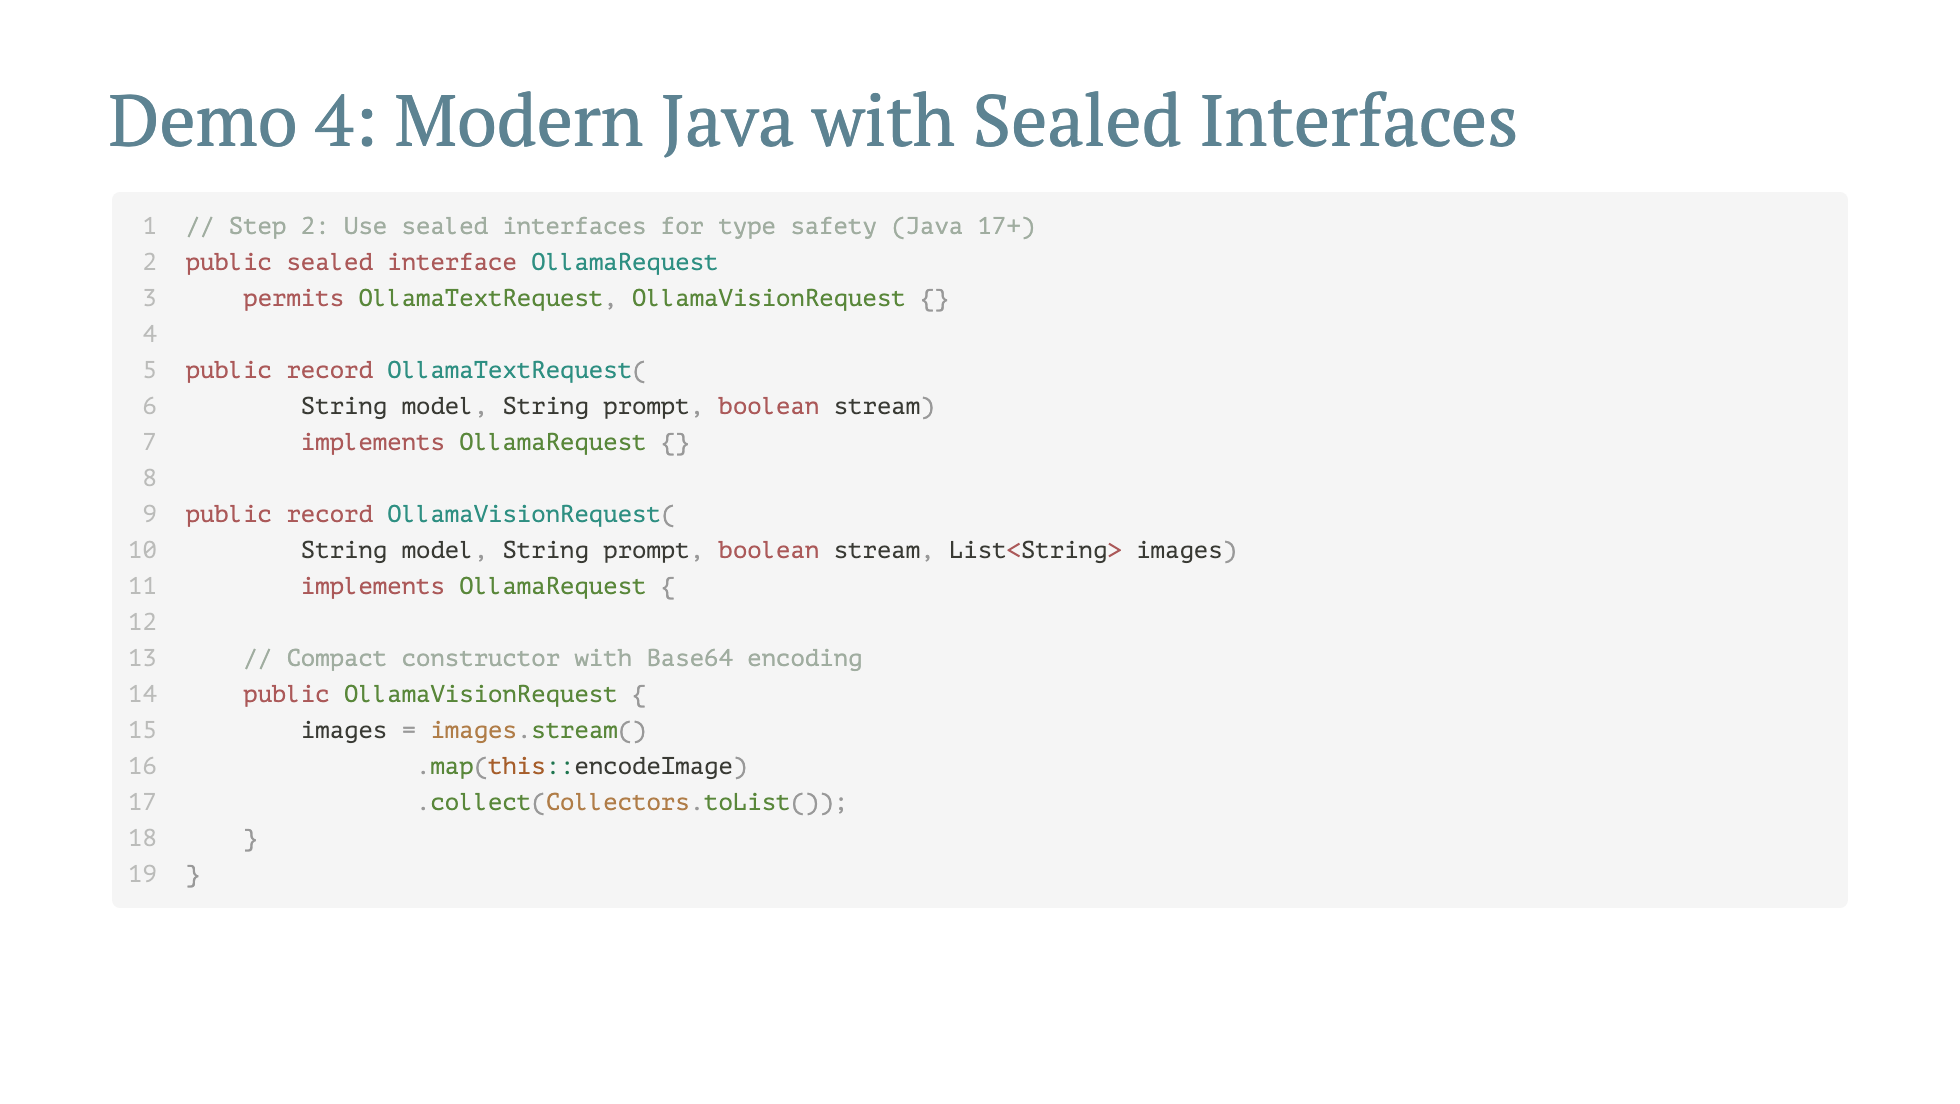 Demo 4: Modern Java with Sealed Interfaces
1 // Step 2: Use sealed interfaces for type safety (Java 17+)
2 public sealed interface OllamaRequest
3     permits OllamaTextRequest, OllamaVisionRequest {}
4
5 public record OllamaTextRequest(
6         String model, String prompt, boolean stream)
7         implements OllamaRequest {}
8
9 public record OllamaVisionRequest(
10         String model, String prompt, boolean stream, List<String> images)
11         implements OllamaRequest {
12
13     // Compact constructor with Base64 encoding
14     public OllamaVisionRequest {
15         images = images.stream()
16                 .map(this::encodeImage)
17                 .collect(Collectors.toList());
18     }
19 }